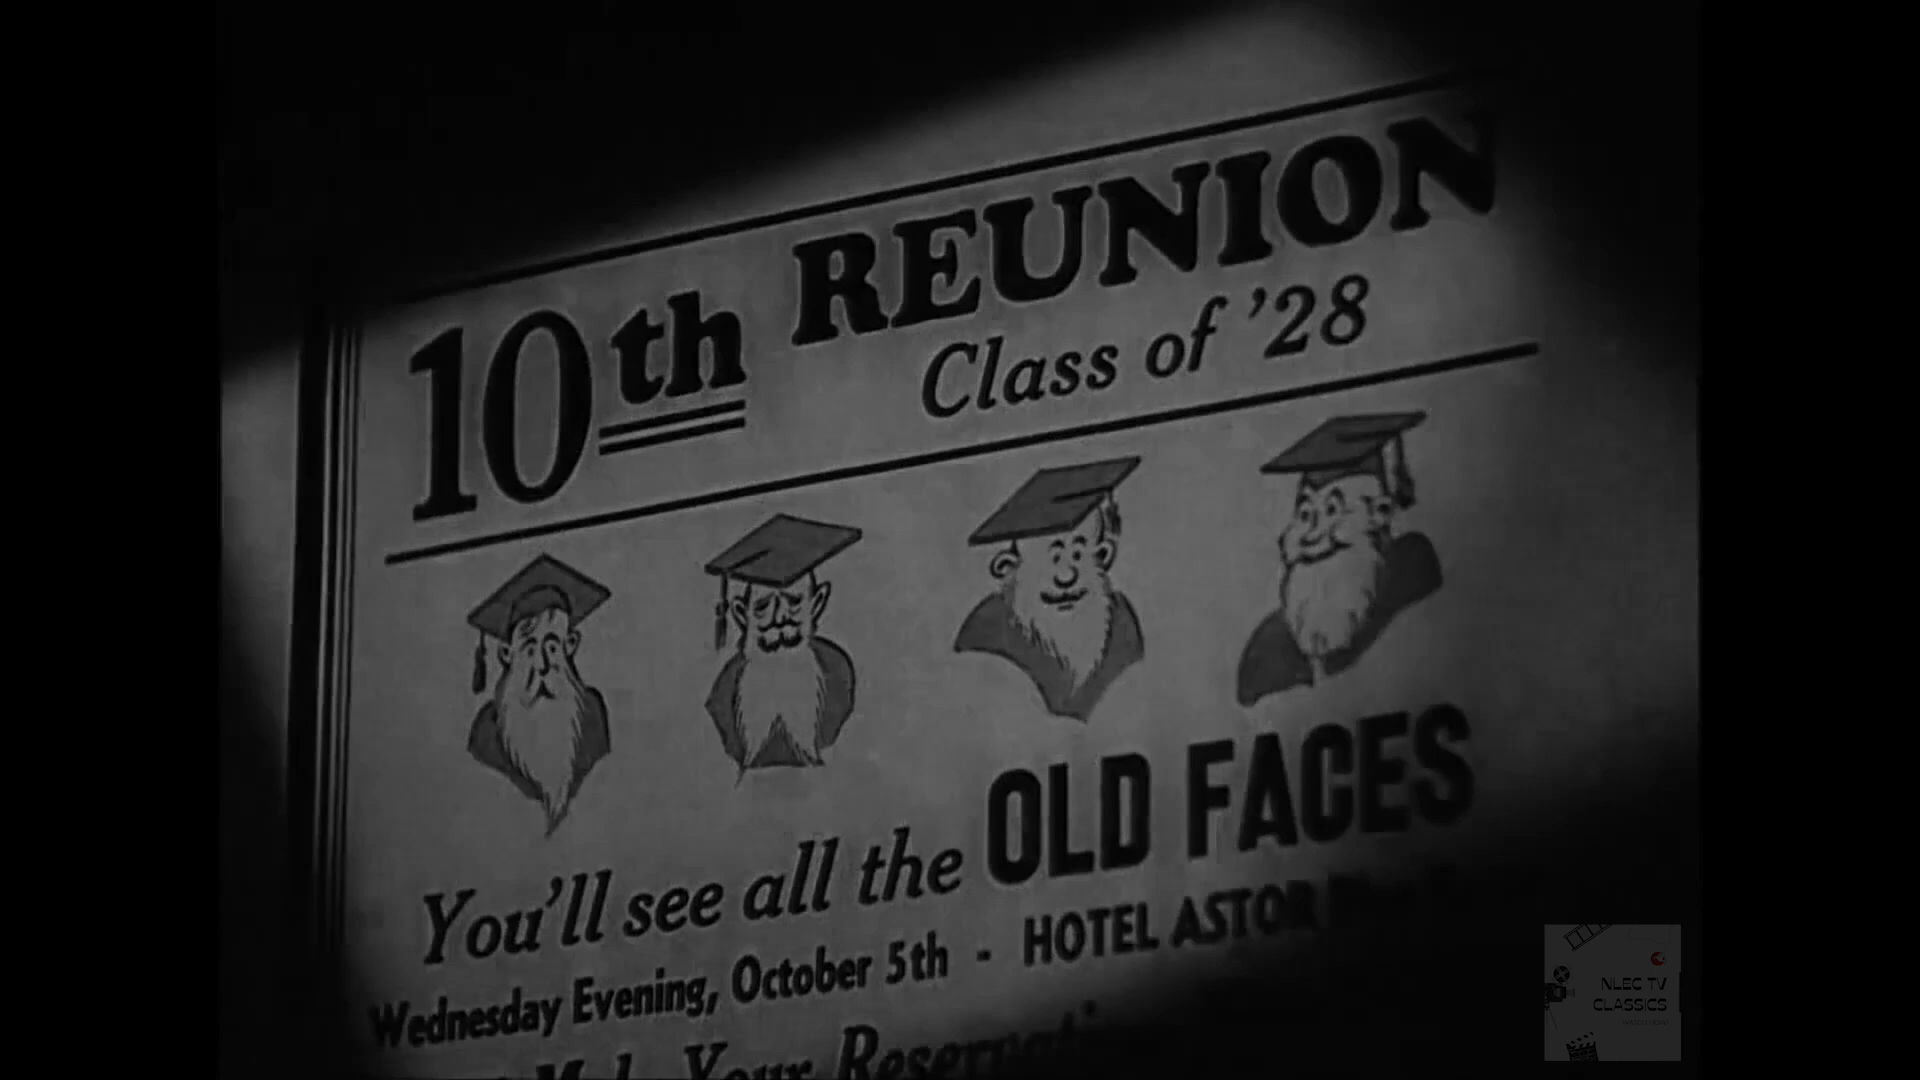 10th REUNION
Class of '28
You'll see all the OLD FACES
Wednesday Evening, October 5th - HOTEL ASTOR
Your
NLEC TV
CLASSICS